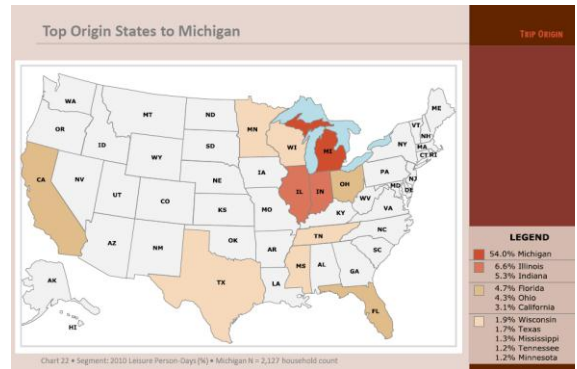 Top Origin States to Michigan
TRIP ORIGIN
WA
MT
ND
MN
ME
OR
ID
SD
WI
MI
VT
NH
NY
MA
CT RI
WY
NE
IA
PA
NJ
CA
NV
UT
CO
IL
IN
OH
MD
DE
WV
VA
KS
MO
KY
NC
TN
AZ
NM
OK
AR
SC
MS
AL
GA
TX
LA
AK
HI
FL
LEGEND
54.0% Michigan
6.6% Illinois
5.3% Indiana
4.7% Florida
4.3% Ohio
3.1% California
1.9% Wisconsin
1.7% Texas
1.3% Mississippi
1.2% Tennessee
1.2% Minnesota
Chart 22 • Segment: 2010 Leisure Person-Days (%) • Michigan N = 2,127 household count